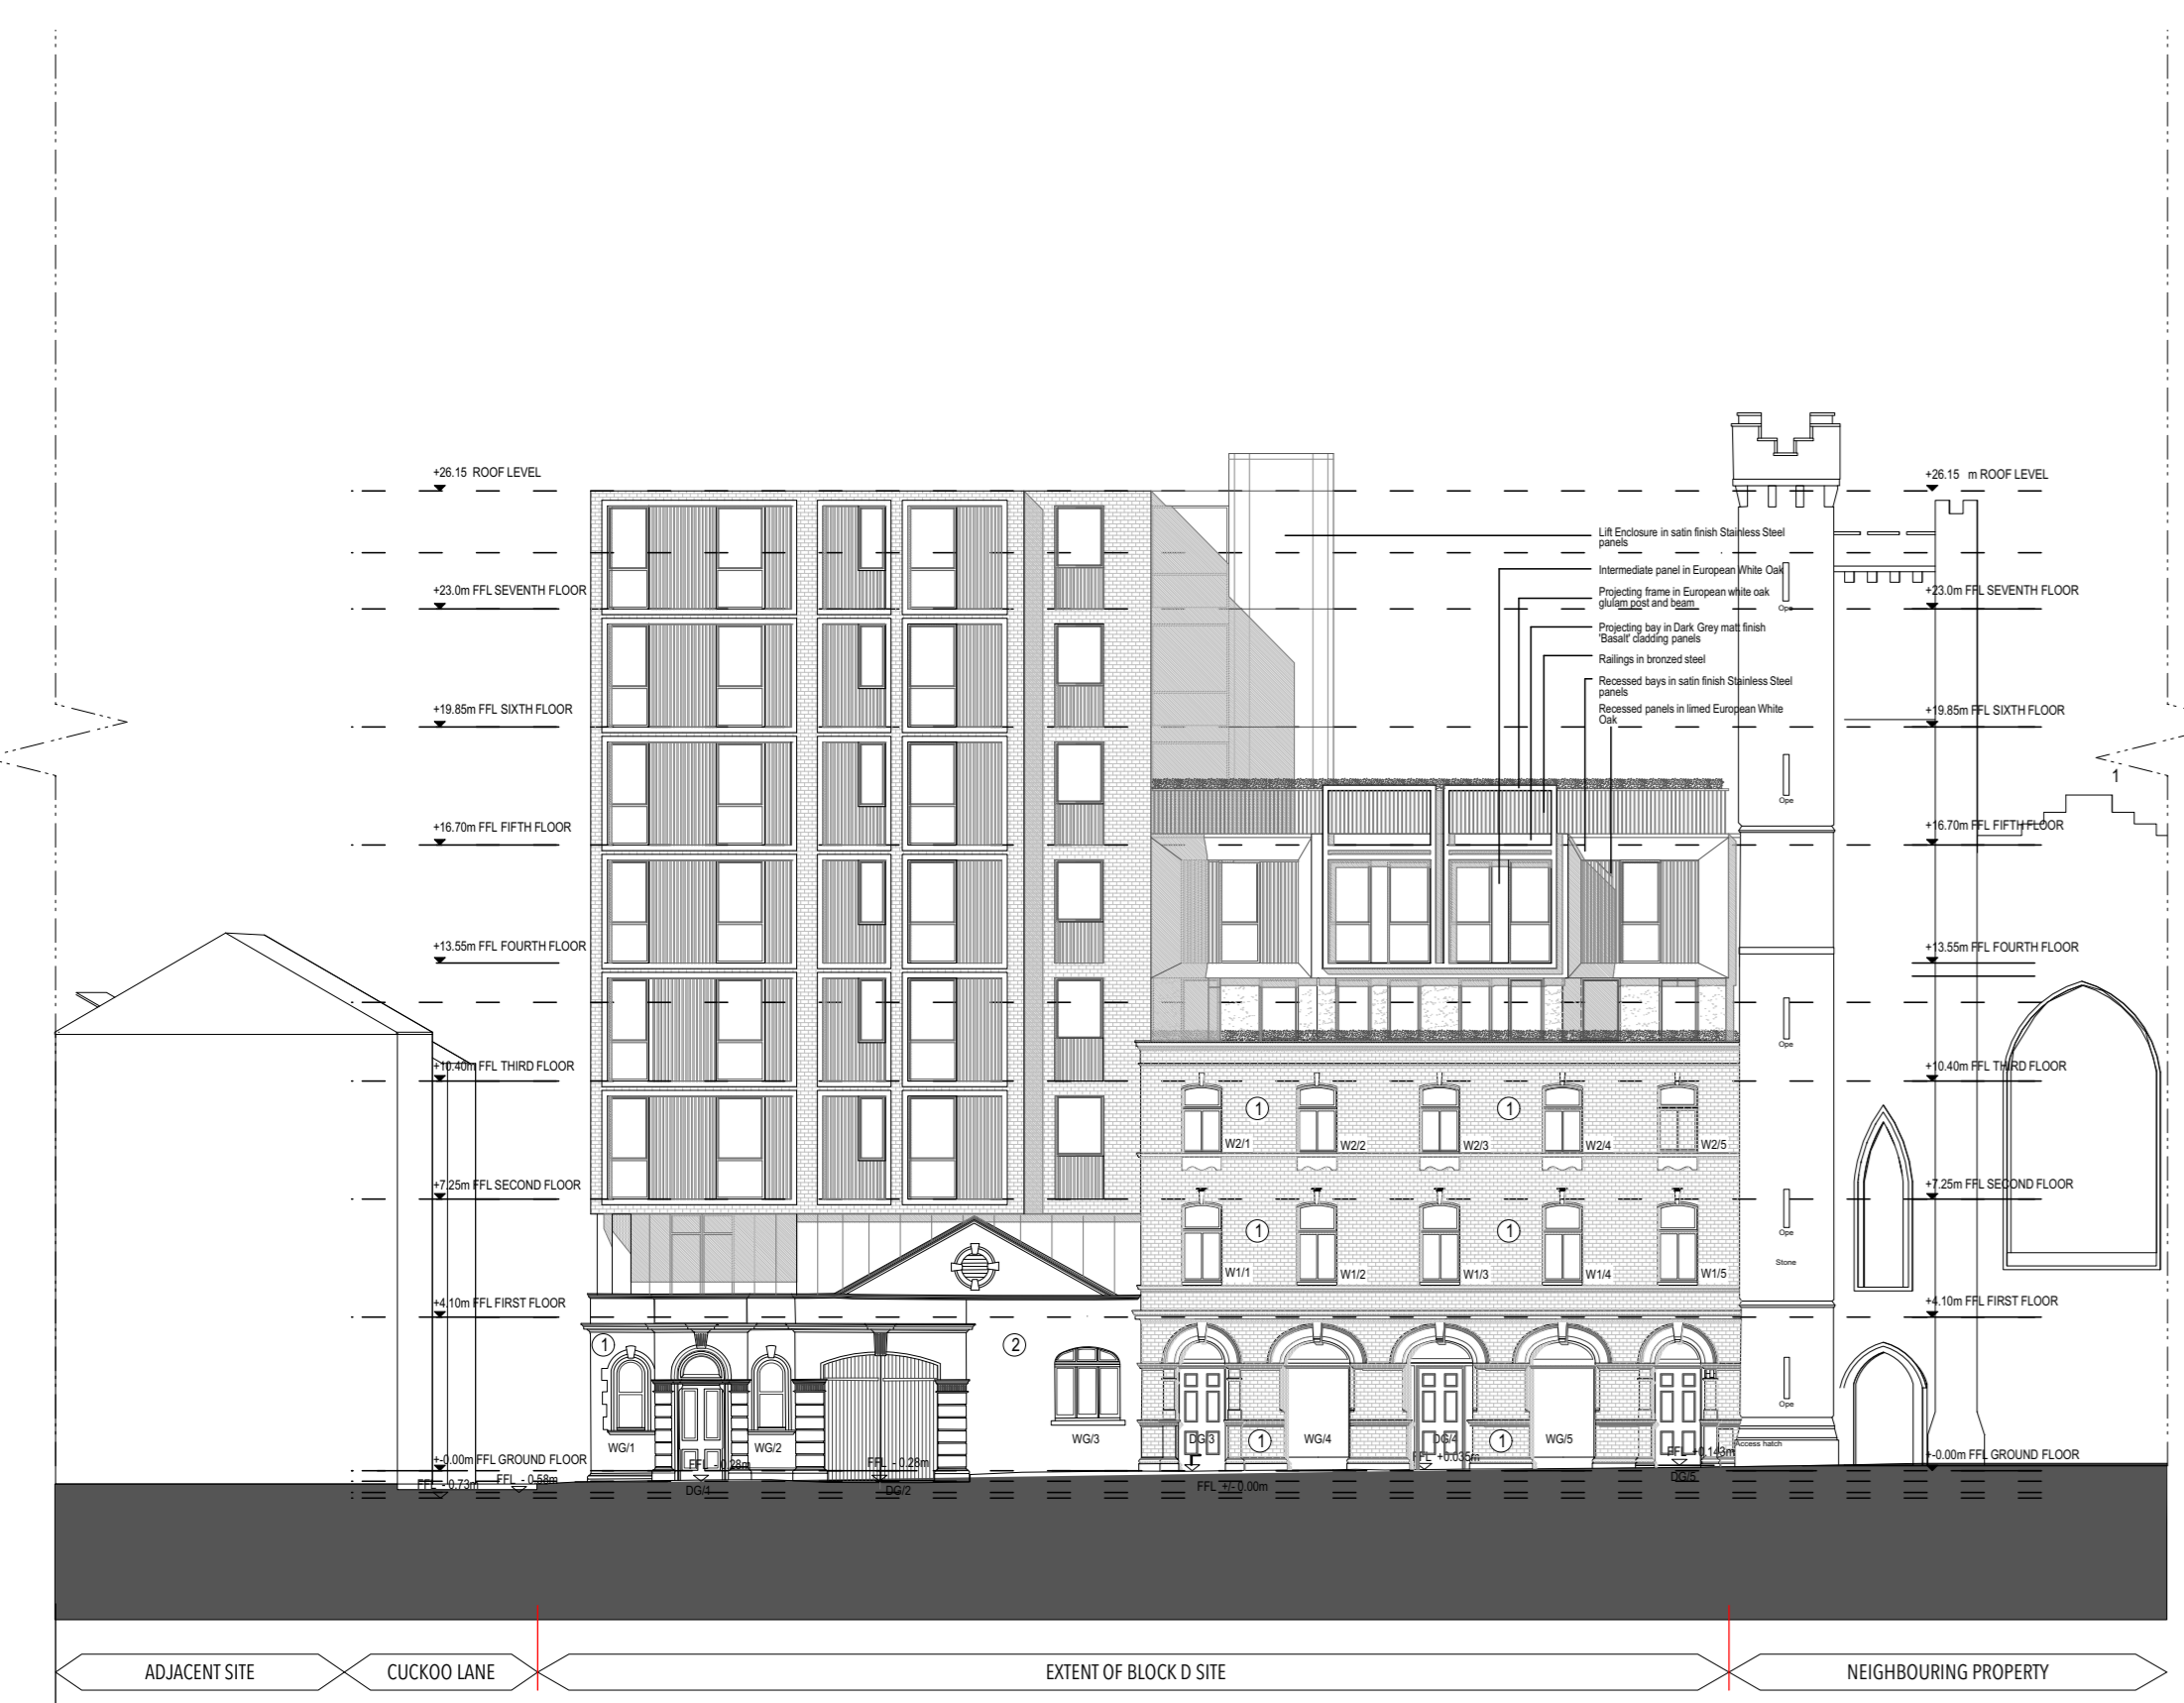 +26.15 ROOF LEVEL
+26.15 m ROOF LEVEL
Lift Enclosure in satin finish Stainless Steel
panels
Intermediate panel in European White Oak
Projecting frame in European white oak
glulam post and beam
+23.0m FFL SEVENTH FLOOR
+23.0m FFL SEVENTH FLOOR
Ope
Projecting bay in Dark Grey matt finish
'Basalt' cladding panels
Railings in bronzed steel
Recessed bays in satin finish Stainless Steel
panels
Recessed panels in limed European White
Oak
+19.85m FFL SIXTH FLOOR
+19.85m FFL SIXTH FLOOR
1
Ope
+16.70m FFL FIFTH FLOOR
+16.70m FFL FIFTH FLOOR
+13.55m FFL FOURTH FLOOR
+13.55m FFL FOURTH FLOOR
Ope
+10.40m FFL THIRD FLOOR
+10.40m FFL THIRD FLOOR
1
1
W2/1
W2/2
W2/3
W2/4
W2/5
+7.25m FFL SECOND FLOOR
+7.25m FFL SECOND FLOOR
1
1
Ope
Stone
W1/1
W1/2
W1/3
W1/4
W1/5
+4.10m FFL FIRST FLOOR
+4.10m FFL FIRST FLOOR
1
2
Ope
WG/1
WG/2
WG/3
DG/3
1
WG/4
DG/4
1
WG/5
Access hatch
+-0.00m FFL GROUND FLOOR
+-0.00m FFL GROUND FLOOR
FFL - 0.73m
FFL - 0.58m
FFL - 0.28m
FFL - 0.28m
FFL +/- 0.00m
FFL +0.035m
FFL +0.143m
DG/1
DG/2
DG/5
ADJACENT SITE
CUCKOO LANE
EXTENT OF BLOCK D SITE
NEIGHBOURING PROPERTY